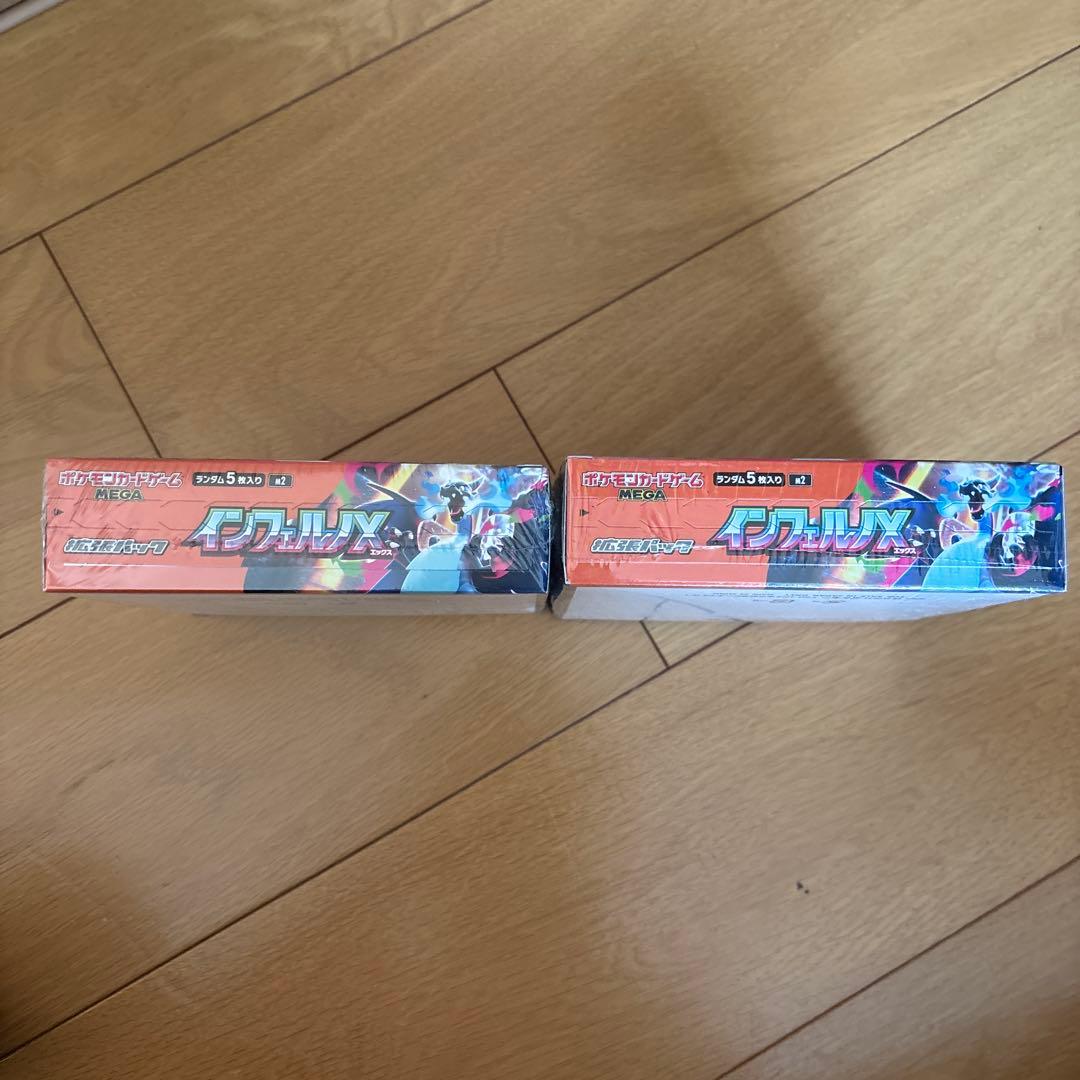 ポケモンカードゲーム
MEGA
ランダム5枚入り
M2
拡張パック
インフェルノX
エックス
ポケモンカードゲーム
MEGA
ランダム5枚入り
M2
拡張パック
インフェルノX
エックス